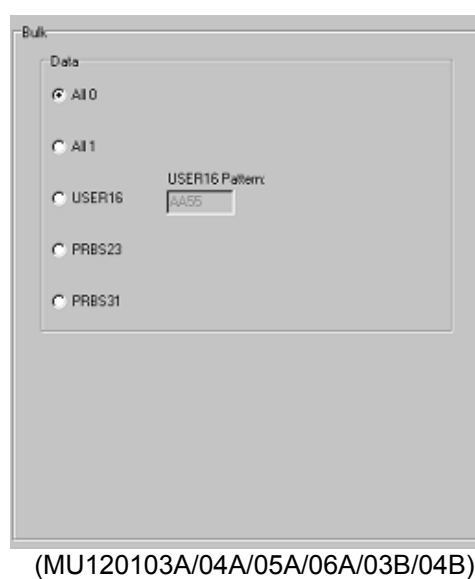 Bulk
Data
All 0
All 1
USER16 Pattern:
USER16 AA55
PRBS23
PRBS31
(MU120103A/04A/05A/06A/03B/04B)